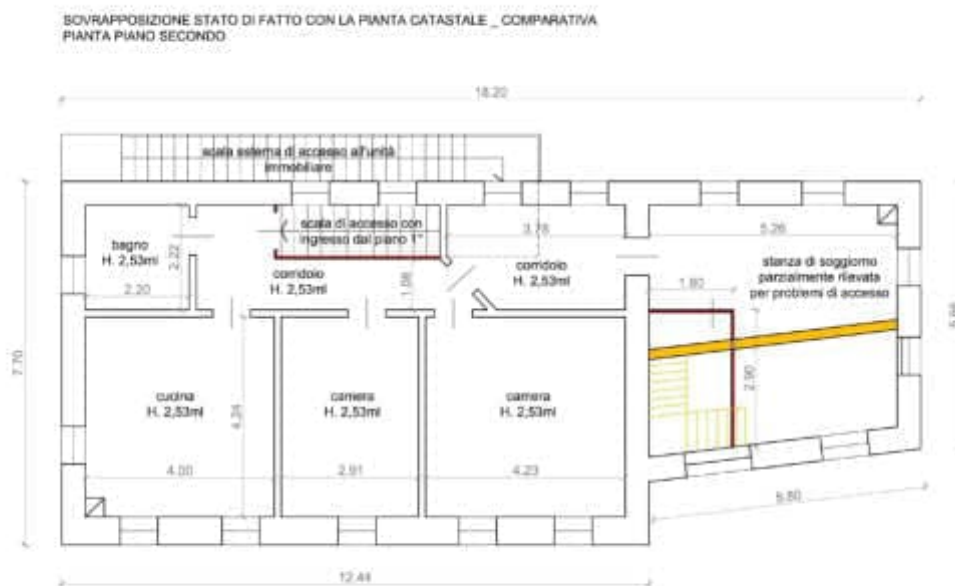 SOVRAPPOSIZIONE STATO DI FATTO CON LA PIANTA CATASTALE _ COMPARATIVA
PIANTA PIANO SECONDO
18.20
scala esterna di accesso all'unità
immobiliare
scala di accesso con
ingresso dal piano 1°
bagno
H. 2,53ml
2.22
2.20
corridoio
H. 2,53ml
1.08
3.78
corridoio
H. 2,53ml
5.26
stanza di soggiorno
parzialmente rilevata
per problemi di accesso
1.80
2.90
7.70
cucina
H. 2,53ml
4.24
4.00
camera
H. 2,53ml
2.91
camera
H. 2,53ml
4.23
5.80
12.44